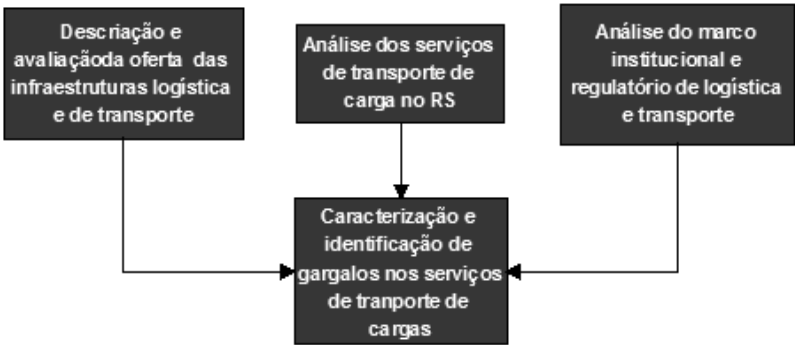 Descriação e
avaliaçãoda oferta das
infraestruturas logística
e de transporte
Análise dos serviços
de transporte de
carga no RS
Análise do marco
institucional e
regulatório de logística
e transporte
Caracterização e
identificação de
gargalos nos serviços
de tranporte de
cargas